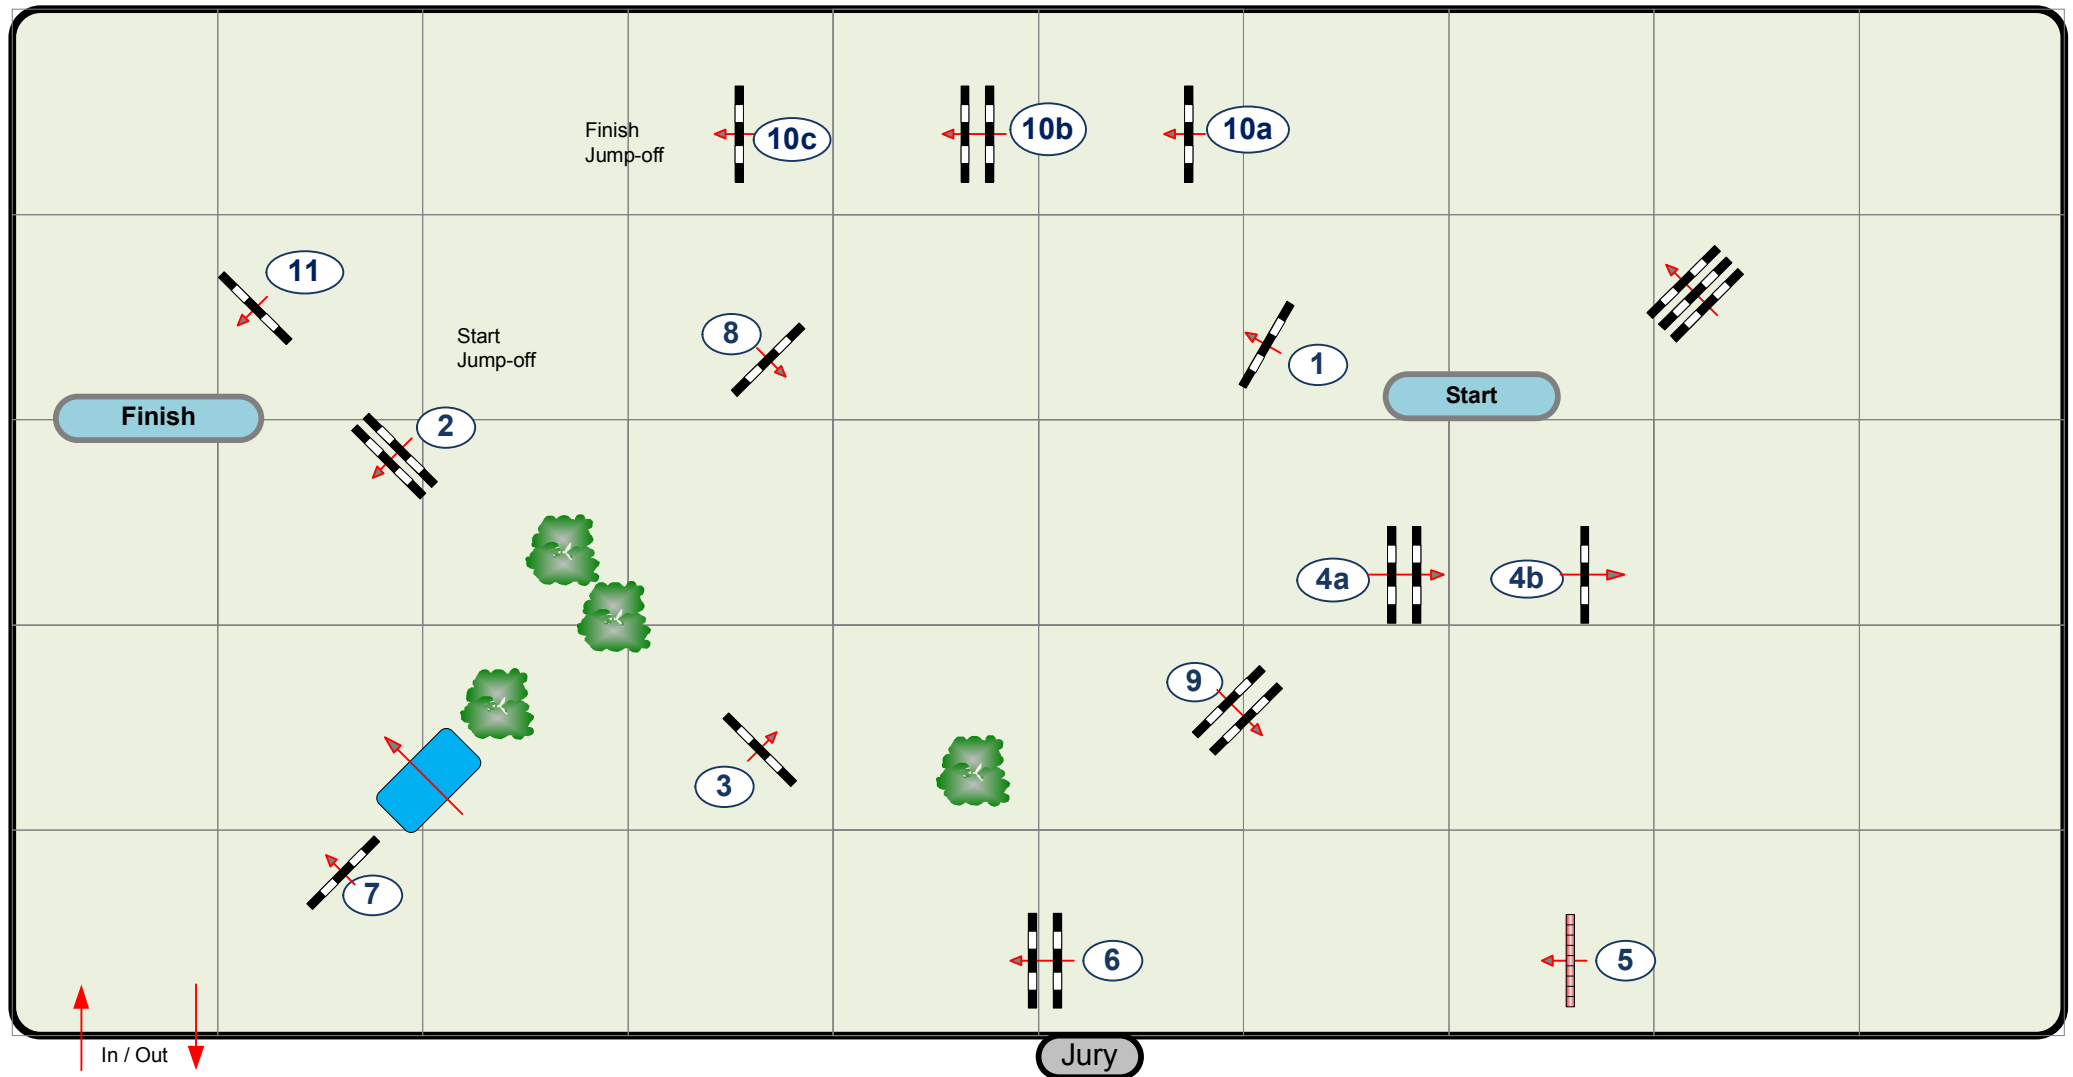 10c
10b
10a
Finish
Jump-off
11
8
1
Start
Jump-off
Start
Finish
2
4a
4b
9
3
7
6
5
In / Out
Jury